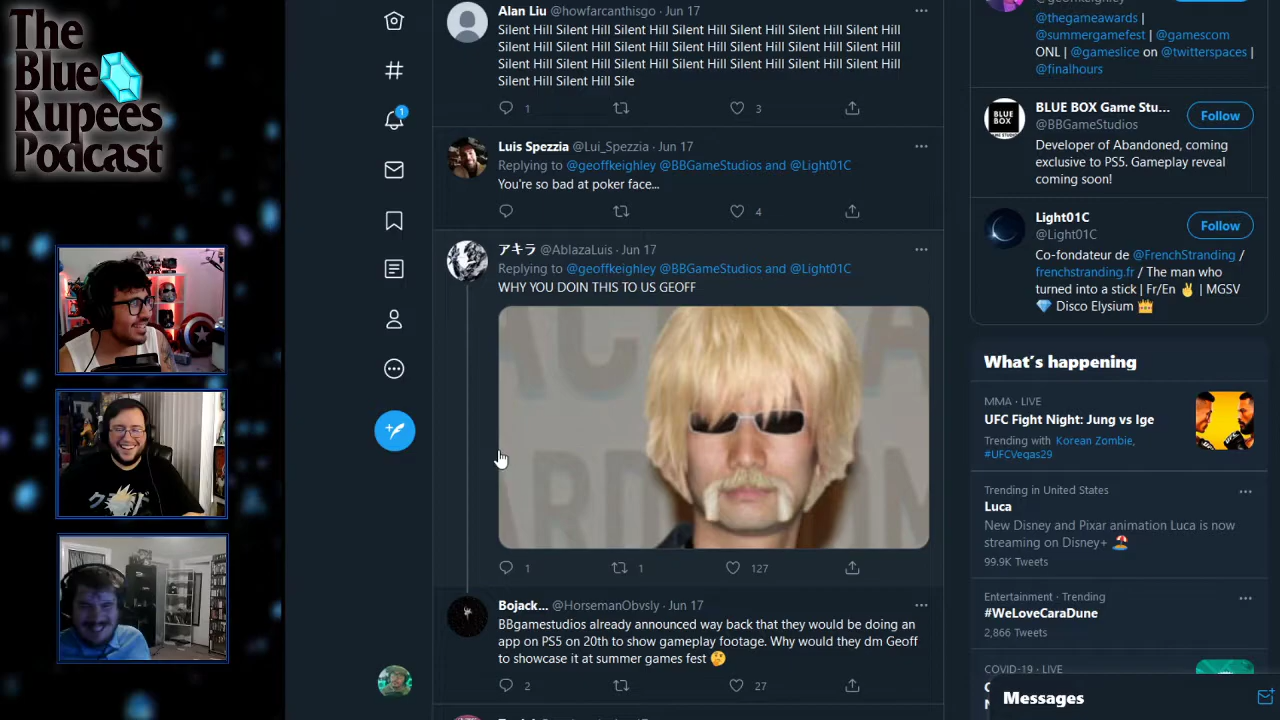 The
Blue
Rupees
Podcast
Alan Liu @howfarcanthisgo · Jun 17
Silent Hill Silent Hill Silent Hill Silent Hill Silent Hill Silent Hill Silent Hill
Silent Hill Silent Hill Silent Hill Silent Hill Silent Hill Silent Hill Silent Hill
Silent Hill Silent Hill Silent Hill Silent Hill Silent Hill Silent Hill Silent Hill
Silent Hill Silent Hill Sile
1 3
Luis Spezzia @Lui_Spezzia · Jun 17
Replying to @geoffkeighley @BBGameStudios and @Light01C
You're so bad at poker face...
4
アキラ @AblazaLuis · Jun 17
Replying to @geoffkeighley @BBGameStudios and @Light01C
WHY YOU DOIN THIS TO US GEOFF
1 1 127
Bojack... @HorsemanObvsly · Jun 17
BBgamestudios already announced way back that they would be doing an
app on PS5 on 20th to show gameplay footage. Why would they dm Geoff
to showcase it at summer games fest 🤔
2 27
1
@thegameawards |
@summergamefest | @gamescom
ONL | @gameslice on @twitterspaces |
@finalhours
BLUE BOX
BLUE BOX Game Stu...
Follow
@BBGameStudios
Developer of Abandoned, coming
exclusive to PS5. Gameplay reveal
coming soon!
Light01C
Follow
@Light01C
Co-fondateur de @FrenchStranding /
frenchstranding.fr / The man who
turned into a stick | Fr/En ✌ | MGSV
💎 Disco Elysium 👑
What's happening
MMA · LIVE
UFC Fight Night: Jung vs Ige
Trending with Korean Zombie,
#UFCVegas29
Trending in United States
Luca
New Disney and Pixar animation Luca is now
streaming on Disney+ 🏖
99.9K Tweets
Entertainment · Trending
#WeLoveCaraDune
2,866 Tweets
COVID-19 · LIVE
Messages